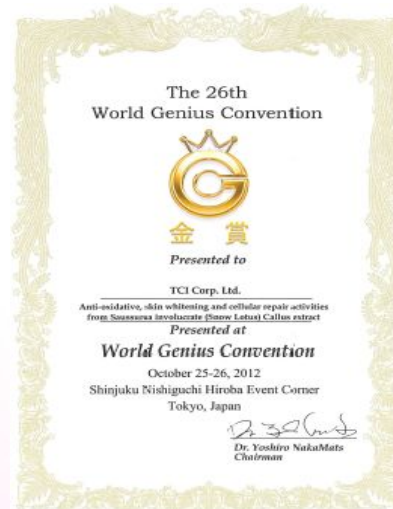 The 26th
World Genius Convention
金賞
Presented to
TCI Corp. Ltd.
Anti-oxidative, skin whitening and cellular repair activities
from Saussurea involucrate (Snow Lotus) Callus extract
Presented at
World Genius Convention
October 25-26, 2012
Shinjuku Nishiguchi Hiroba Event Corner
Tokyo, Japan
Dr. Yoshiro NakaMats
Chairman